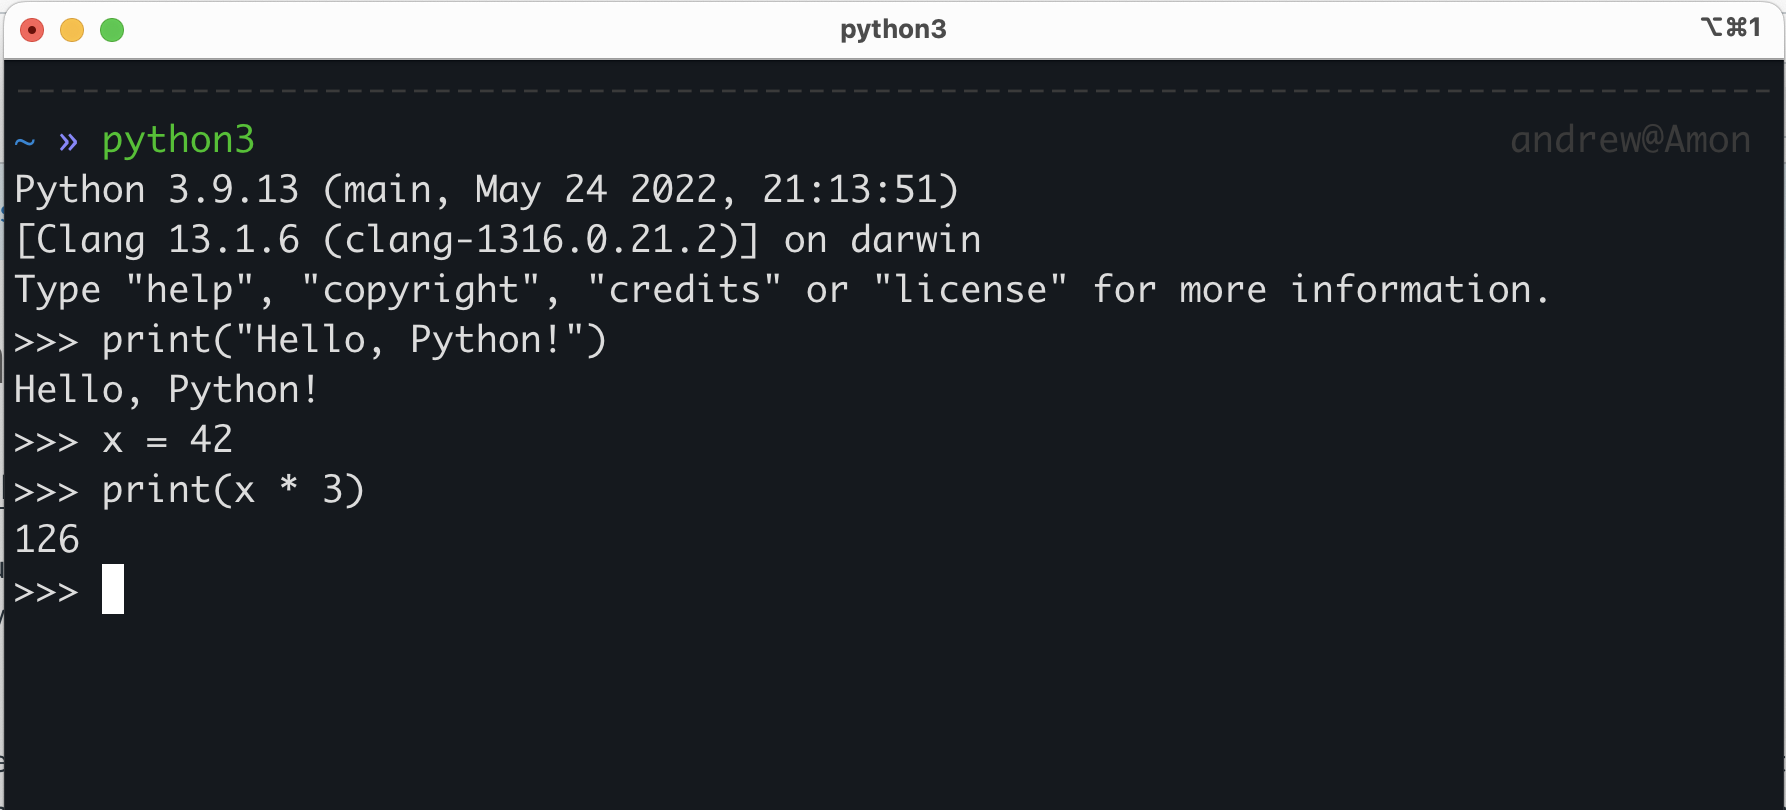 python3 ⌥⌘1
~ » python3 andrew@Amon
Python 3.9.13 (main, May 24 2022, 21:13:51)
[Clang 13.1.6 (clang-1316.0.21.2)] on darwin
Type "help", "copyright", "credits" or "license" for more information.
>>> print("Hello, Python!")
Hello, Python!
>>> x = 42
>>> print(x * 3)
126
>>>